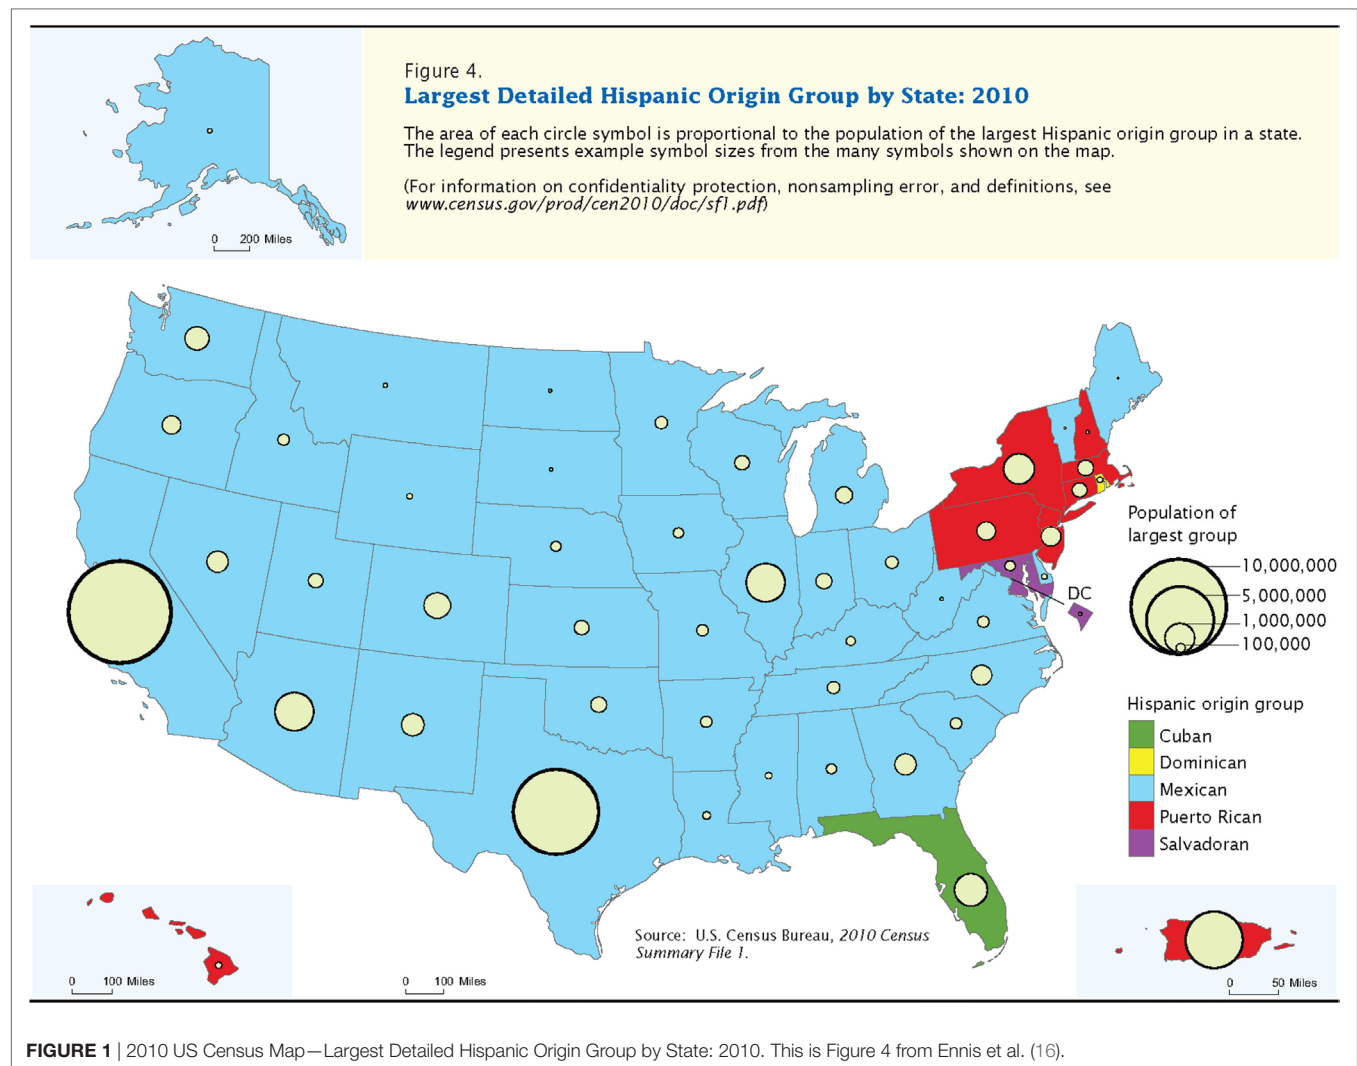 Figure 4.
Largest Detailed Hispanic Origin Group by State: 2010
The area of each circle symbol is proportional to the population of the largest Hispanic origin group in a state.
The legend presents example symbol sizes from the many symbols shown on the map.
(For information on confidentiality protection, nonsampling error, and definitions, see
www.census.gov/prod/cen2010/doc/sf1.pdf)
0 200 Miles
Population of
largest group
10,000,000
5,000,000
1,000,000
100,000
DC
Hispanic origin group
Cuban
Dominican
Mexican
Puerto Rican
Salvadoran
Source: U.S. Census Bureau, 2010 Census
Summary File 1.
0 100 Miles
0 100 Miles
0 50 Miles
FIGURE 1 | 2010 US Census Map—Largest Detailed Hispanic Origin Group by State: 2010. This is Figure 4 from Ennis et al. (16).